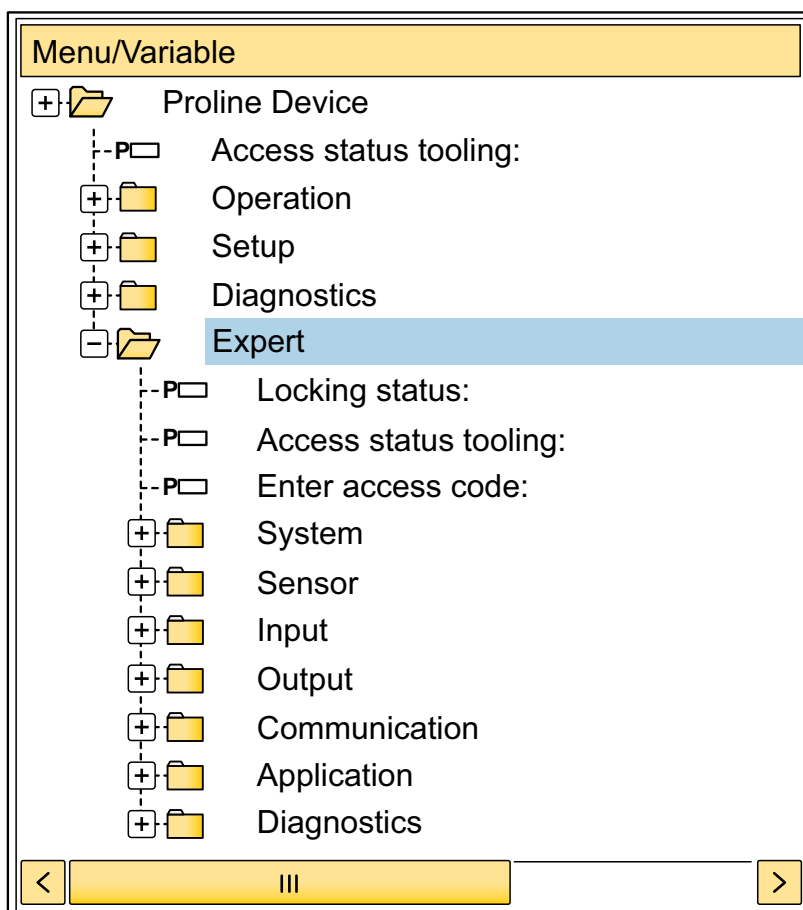 Menu/Variable
Proline Device
P Access status tooling:
Operation
Setup
Diagnostics
Expert
P Locking status:
P Access status tooling:
P Enter access code:
System
Sensor
Input
Output
Communication
Application
Diagnostics